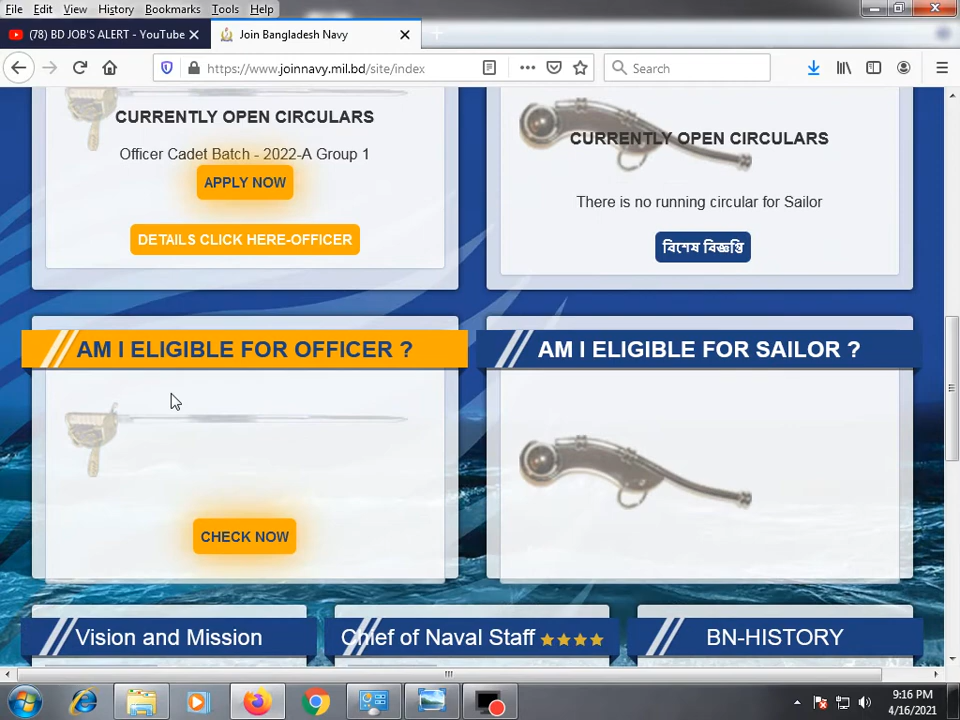 File Edit View History Bookmarks Tools Help
(78) BD JOB'S ALERT - YouTube
Join Bangladesh Navy
https://www.joinnavy.mil.bd/site/index
Search
CURRENTLY OPEN CIRCULARS
Officer Cadet Batch - 2022-A Group 1
APPLY NOW
DETAILS CLICK HERE-OFFICER
CURRENTLY OPEN CIRCULARS
There is no running circular for Sailor
বিশেষ বিজ্ঞপ্তি
AM I ELIGIBLE FOR OFFICER ?
CHECK NOW
AM I ELIGIBLE FOR SAILOR ?
Vision and Mission
Chief of Naval Staff
BN-HISTORY
9:16 PM
4/16/2021